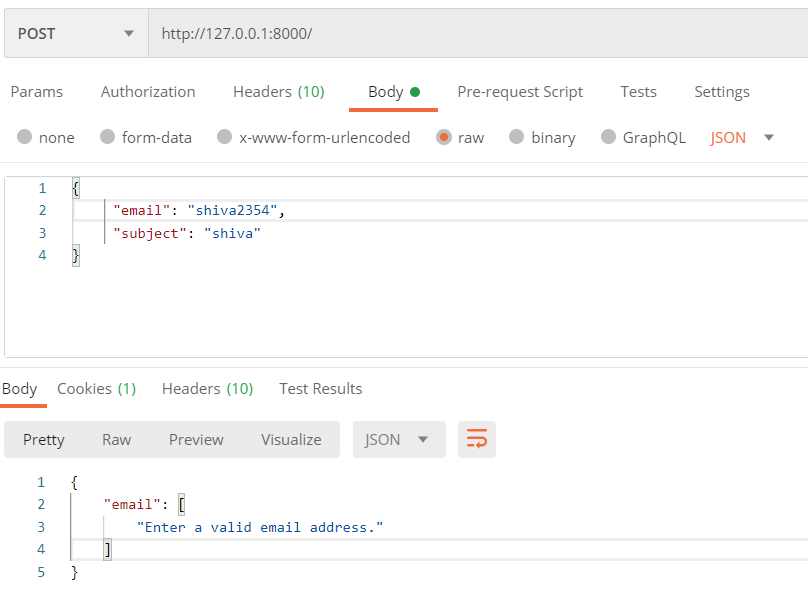 POST http://127.0.0.1:8000/
Params Authorization Headers (10) Body Pre-request Script Tests Settings
none form-data x-www-form-urlencoded raw binary GraphQL JSON
1 {
2 "email": "shiva2354",
3 "subject": "shiva"
4 }
Body Cookies (1) Headers (10) Test Results
Pretty Raw Preview Visualize JSON
1 {
2 "email": [
3 "Enter a valid email address."
4 ]
5 }